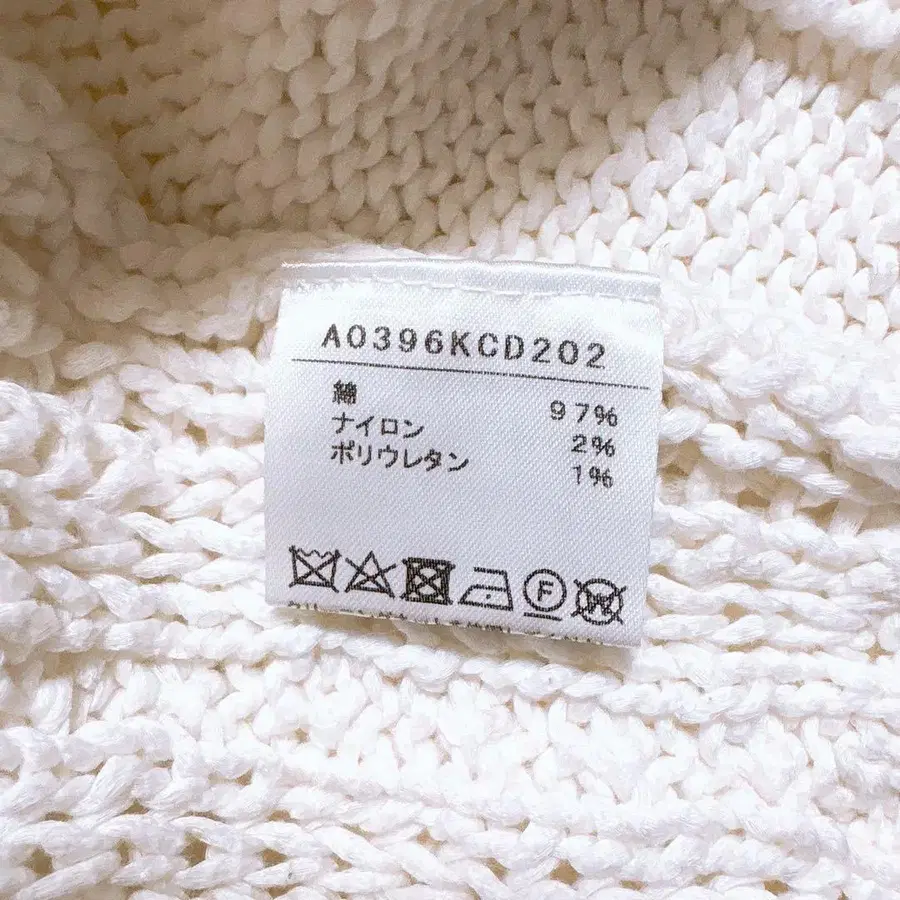 A0396KCD202
綿 97%
ナイロン 2%
ポリウレタン 1%
F
W